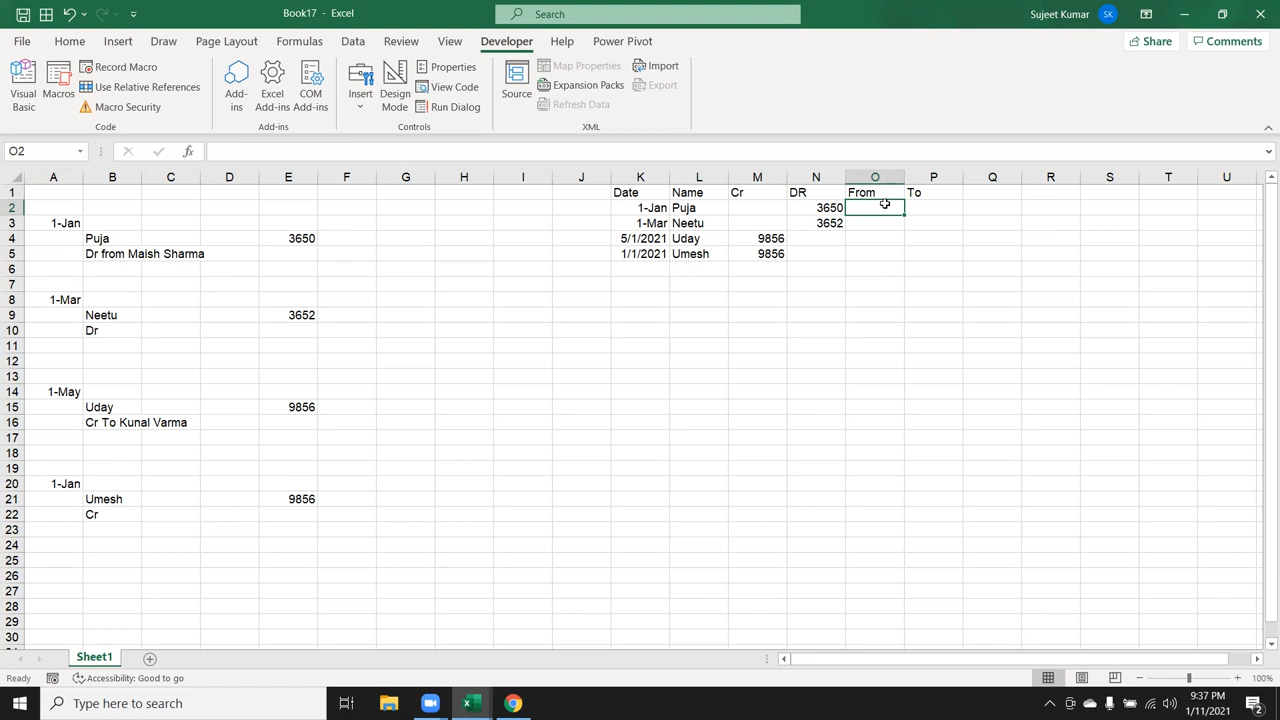 Book17 - Excel
Search
Sujeet Kumar
SK
File Home Insert Draw Page Layout Formulas Data Review View Developer Help Power Pivot
Share
Comments
Visual Basic
Macros
Record Macro
Use Relative References
Macro Security
Code
Add-ins
Excel Add-ins
COM Add-ins
Add-ins
Insert
Design Mode
Properties
View Code
Run Dialog
Controls
Source
Map Properties
Expansion Packs
Refresh Data
Import
Export
XML
O2
fx
A B C D E F G H I J K L M N O P Q R S T U
1 Date Name Cr DR From To
2 1-Jan Puja 3650
3 1-Jan 1-Mar Neetu 3652
4 Puja 3650 5/1/2021 Uday 9856
5 Dr from Maish Sharma 1/1/2021 Umesh 9856
6
7
8 1-Mar
9 Neetu 3652
10 Dr
11
12
13
14 1-May
15 Uday 9856
16 Cr To Kunal Varma
17
18
19
20 1-Jan
21 Umesh 9856
22 Cr
23
24
25
26
27
28
29
30
Sheet1
Ready
Accessibility: Good to go
100%
Type here to search
9:37 PM
1/11/2021
2